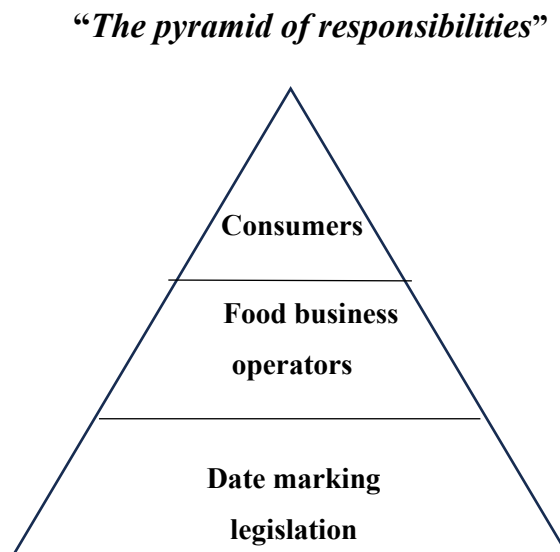 “The pyramid of responsibilities”
Consumers
Food business
operators
Date marking
legislation